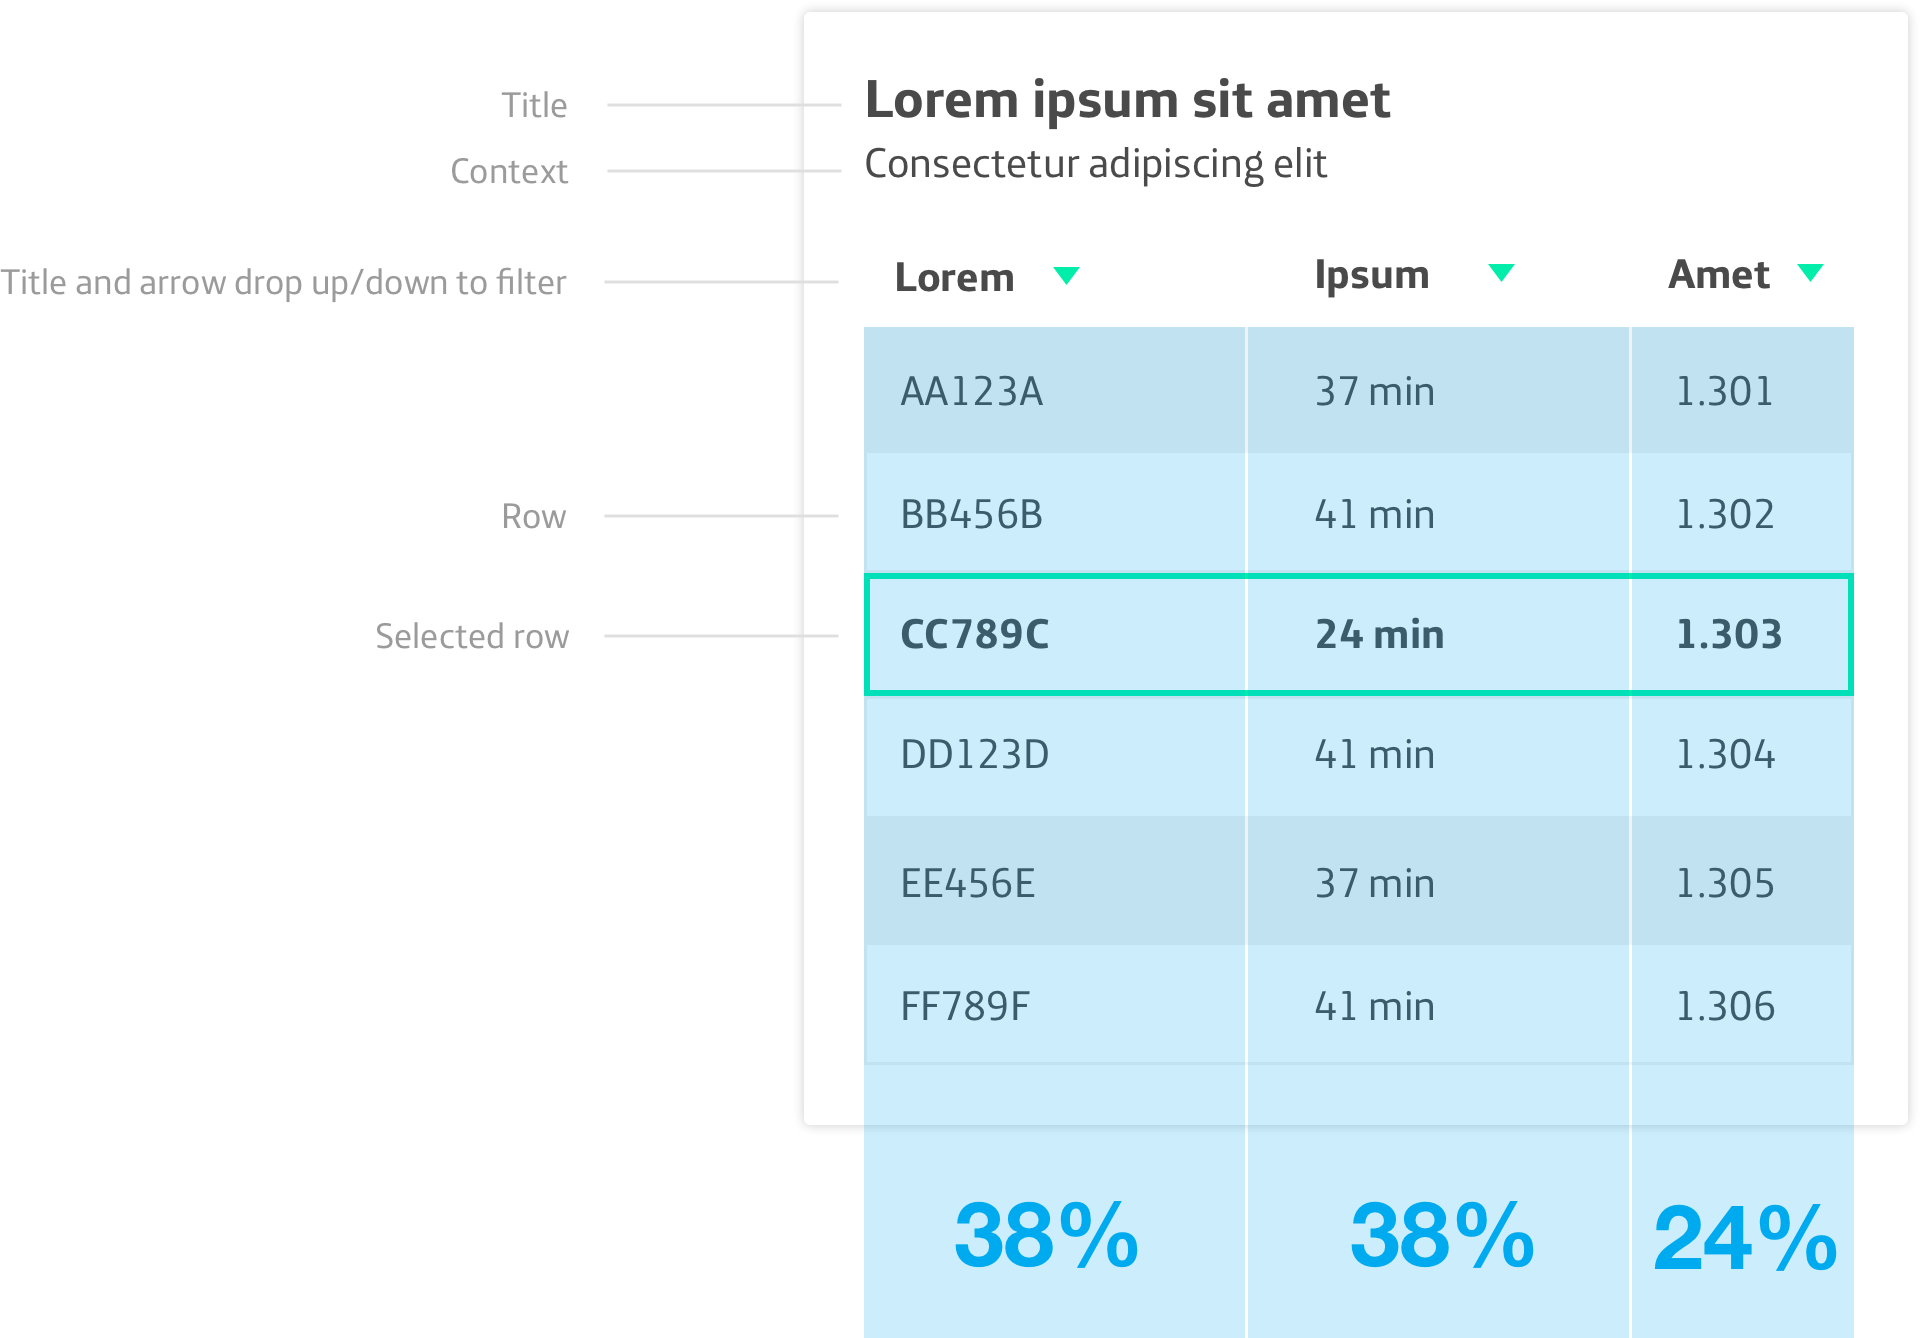 Title
Lorem ipsum sit amet
Context
Consectetur adipiscing elit
Title and arrow drop up/down to filter
Lorem Ipsum Amet
AA123A 37 min 1.301
Row
BB456B 41 min 1.302
Selected row
CC789C 24 min 1.303
DD123D 41 min 1.304
EE456E 37 min 1.305
FF789F 41 min 1.306
38% 38% 24%